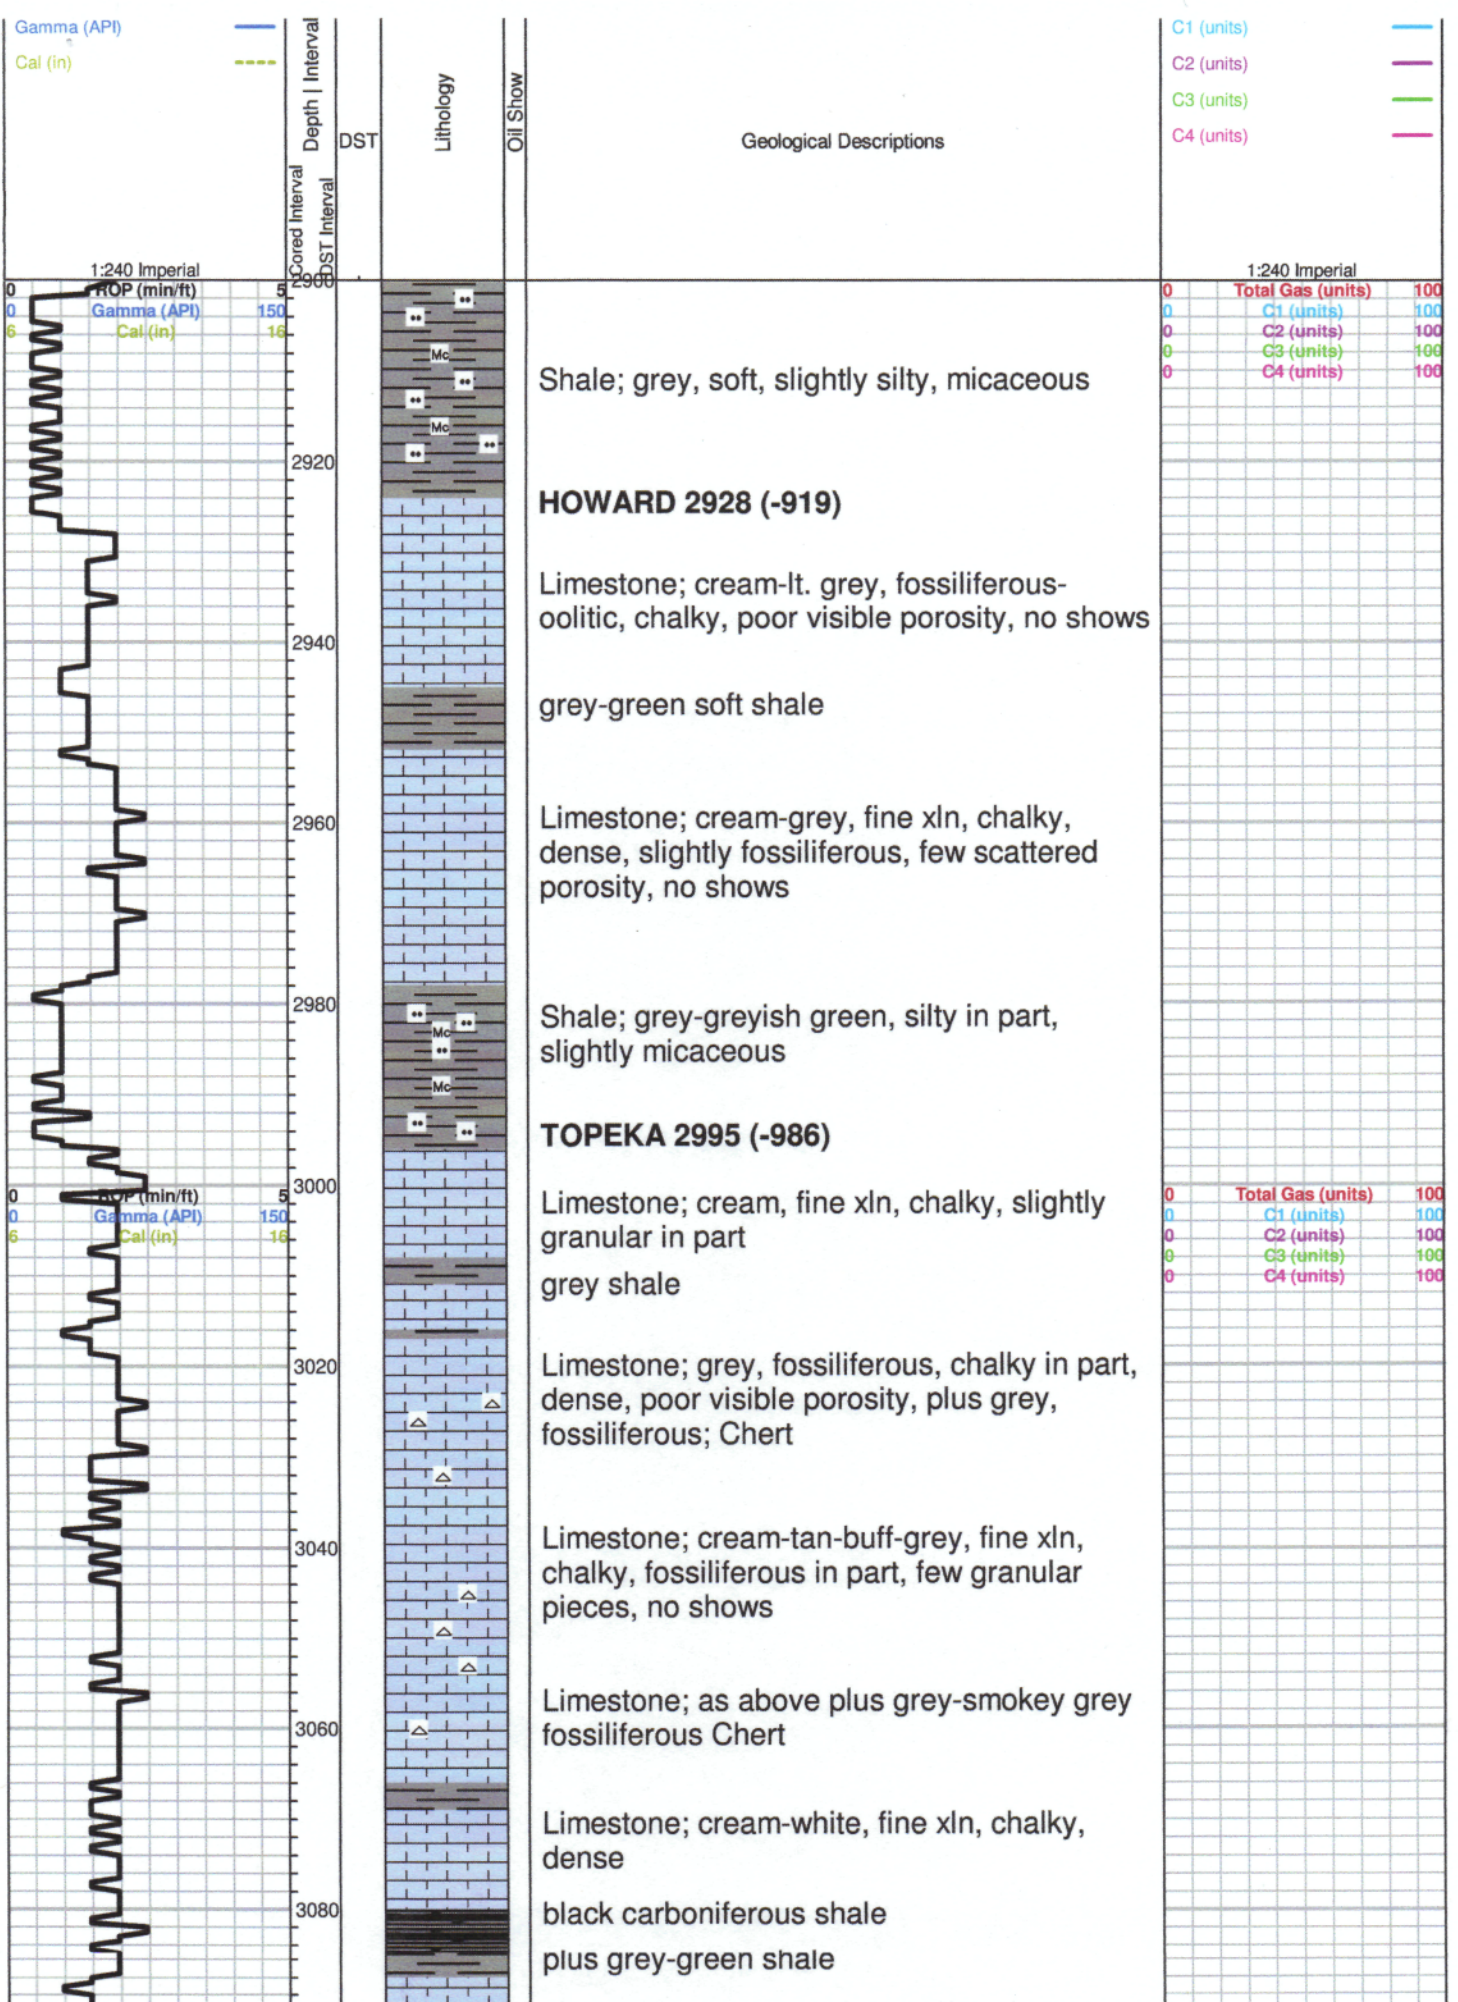 Gamma (API)
Cal (in)
Cored Interval
Depth | Interval
DST Interval
DST
Lithology
Oil Show
Geological Descriptions
C1 (units)
C2 (units)
C3 (units)
C4 (units)
1:240 Imperial
1:240 Imperial
0 ROP (min/ft) 5
0 Gamma (API) 150
6 Cal (in) 16
2900
0 Total Gas (units) 100
0 C1 (units) 100
0 C2 (units) 100
0 C3 (units) 100
0 C4 (units) 100
Mc
Shale; grey, soft, slightly silty, micaceous
Mc
2920
HOWARD 2928 (-919)
Limestone; cream-lt. grey, fossiliferous-
oolitic, chalky, poor visible porosity, no shows
2940
grey-green soft shale
2960
Limestone; cream-grey, fine xln, chalky,
dense, slightly fossiliferous, few scattered
porosity, no shows
2980
Shale; grey-greyish green, silty in part,
slightly micaceous
Mc
Mc
TOPEKA 2995 (-986)
3000
0 ROP (min/ft) 5
0 Gamma (API) 150
6 Cal (in) 16
0 Total Gas (units) 100
0 C1 (units) 100
0 C2 (units) 100
0 C3 (units) 100
0 C4 (units) 100
Limestone; cream, fine xln, chalky, slightly
granular in part
grey shale
3020
Limestone; grey, fossiliferous, chalky in part,
dense, poor visible porosity, plus grey,
fossiliferous; Chert
3040
Limestone; cream-tan-buff-grey, fine xln,
chalky, fossiliferous in part, few granular
pieces, no shows
Limestone; as above plus grey-smokey grey
fossiliferous Chert
3060
Limestone; cream-white, fine xln, chalky,
dense
3080
black carboniferous shale
plus grey-green shale